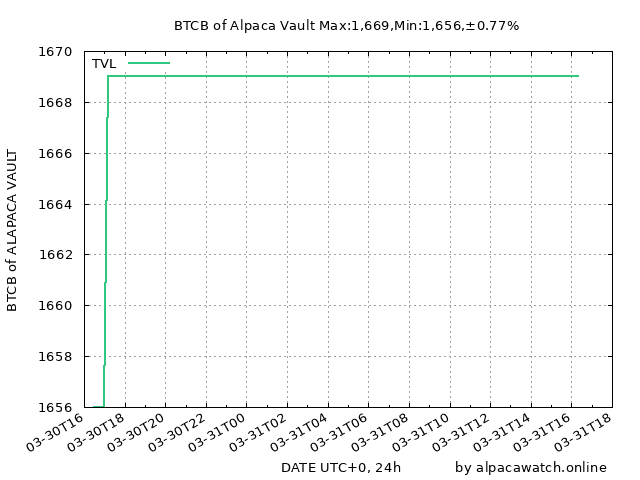 BTCB of Alpaca Vault Max:1,669,Min:1,656,±0.77%
TVL
1670
1668
1666
1664
1662
1660
1658
1656
BTCB of ALAPACA VAULT
03-30T16
03-30T18
03-30T20
03-30T22
03-31T00
03-31T02
03-31T04
03-31T06
03-31T08
03-31T10
03-31T12
03-31T14
03-31T16
03-31T18
DATE UTC+0, 24h
by alpacawatch.online